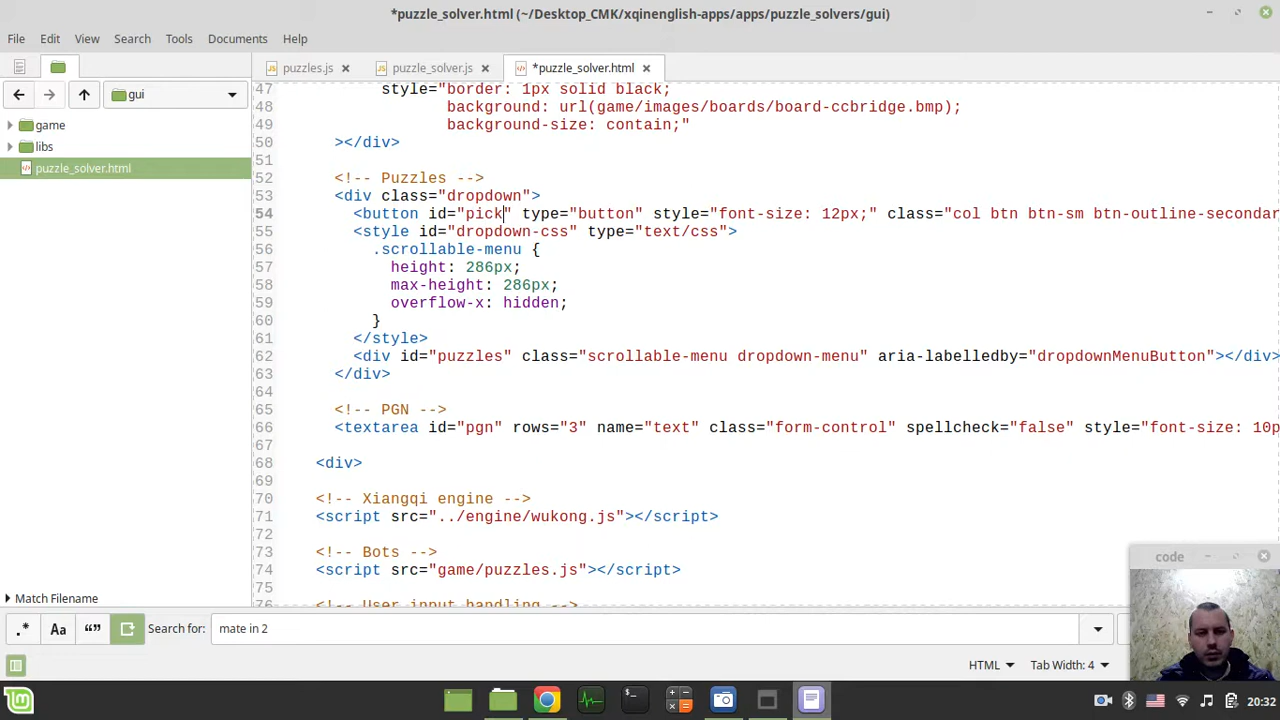 *puzzle_solver.html (~/Desktop_CMK/xqinenglish-apps/apps/puzzle_solvers/gui)
File Edit View Search Tools Documents Help
puzzles.js puzzle_solver.js *puzzle_solver.html
gui
game
libs
puzzle_solver.html
47 style="border: 1px solid black;
48 background: url(game/images/boards/board-ccbridge.bmp);
49 background-size: contain;"
50 ></div>
51
52 <!-- Puzzles -->
53 <div class="dropdown">
54 <button id="pick" type="button" style="font-size: 12px;" class="col btn btn-sm btn-outline-secondar
55 <style id="dropdown-css" type="text/css">
56 .scrollable-menu {
57 height: 286px;
58 max-height: 286px;
59 overflow-x: hidden;
60 }
61 </style>
62 <div id="puzzles" class="scrollable-menu dropdown-menu" aria-labelledby="dropdownMenuButton"></div>
63 </div>
64
65 <!-- PGN -->
66 <textarea id="pgn" rows="3" name="text" class="form-control" spellcheck="false" style="font-size: 10p
67
68 <div>
69
70 <!-- Xiangqi engine -->
71 <script src="../engine/wukong.js"></script>
72
73 <!-- Bots -->
74 <script src="game/puzzles.js"></script>
75
76 <!-- User input handling -->
Match Filename
.* Aa “” Search for: mate in 2
HTML Tab Width: 4
code
20:32